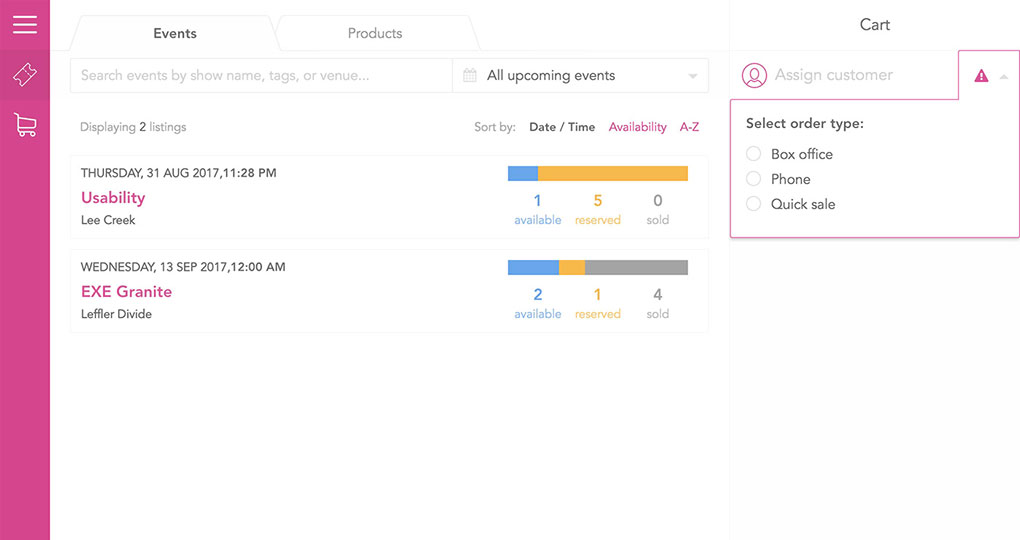 Events
Products
Cart
Search events by show name, tags, or venue...
All upcoming events
Assign customer
Displaying 2 listings
Sort by: Date / Time Availability A-Z
Select order type:
Box office
Phone
Quick sale
THURSDAY, 31 AUG 2017,11:28 PM
Usability
Lee Creek
1 5 0
available reserved sold
WEDNESDAY, 13 SEP 2017,12:00 AM
EXE Granite
Leffler Divide
2 1 4
available reserved sold